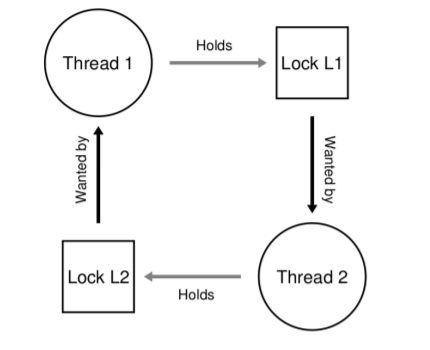 Holds
Thread 1
Lock L1
Wanted by
Wanted by
Lock L2
Thread 2
Holds